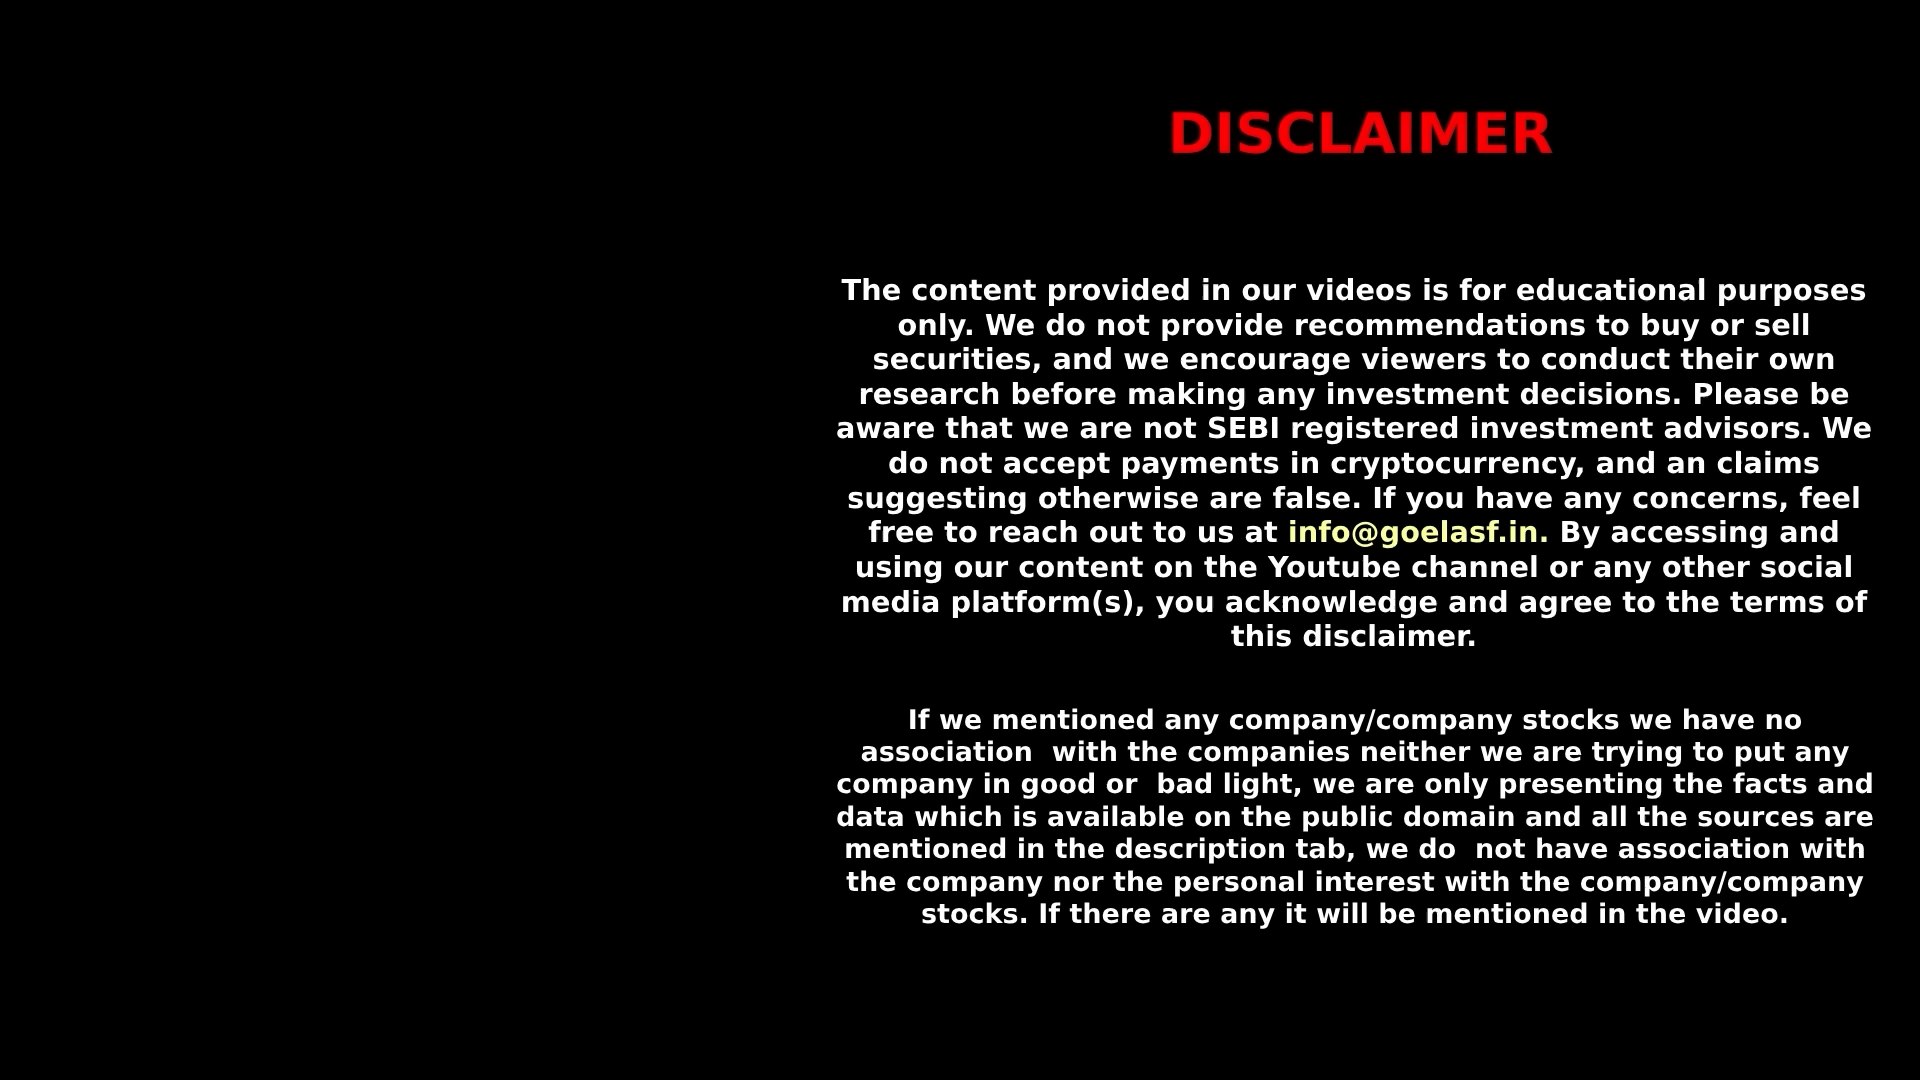 DISCLAIMER
The content provided in our videos is for educational purposes
only. We do not provide recommendations to buy or sell
securities, and we encourage viewers to conduct their own
research before making any investment decisions. Please be
aware that we are not SEBI registered investment advisors. We
do not accept payments in cryptocurrency, and an claims
suggesting otherwise are false. If you have any concerns, feel
free to reach out to us at info@goelasf.in. By accessing and
using our content on the Youtube channel or any other social
media platform(s), you acknowledge and agree to the terms of
this disclaimer.
If we mentioned any company/company stocks we have no
association  with the companies neither we are trying to put any
company in good or  bad light, we are only presenting the facts and
data which is available on the public domain and all the sources are
mentioned in the description tab, we do  not have association with
the company nor the personal interest with the company/company
stocks. If there are any it will be mentioned in the video.